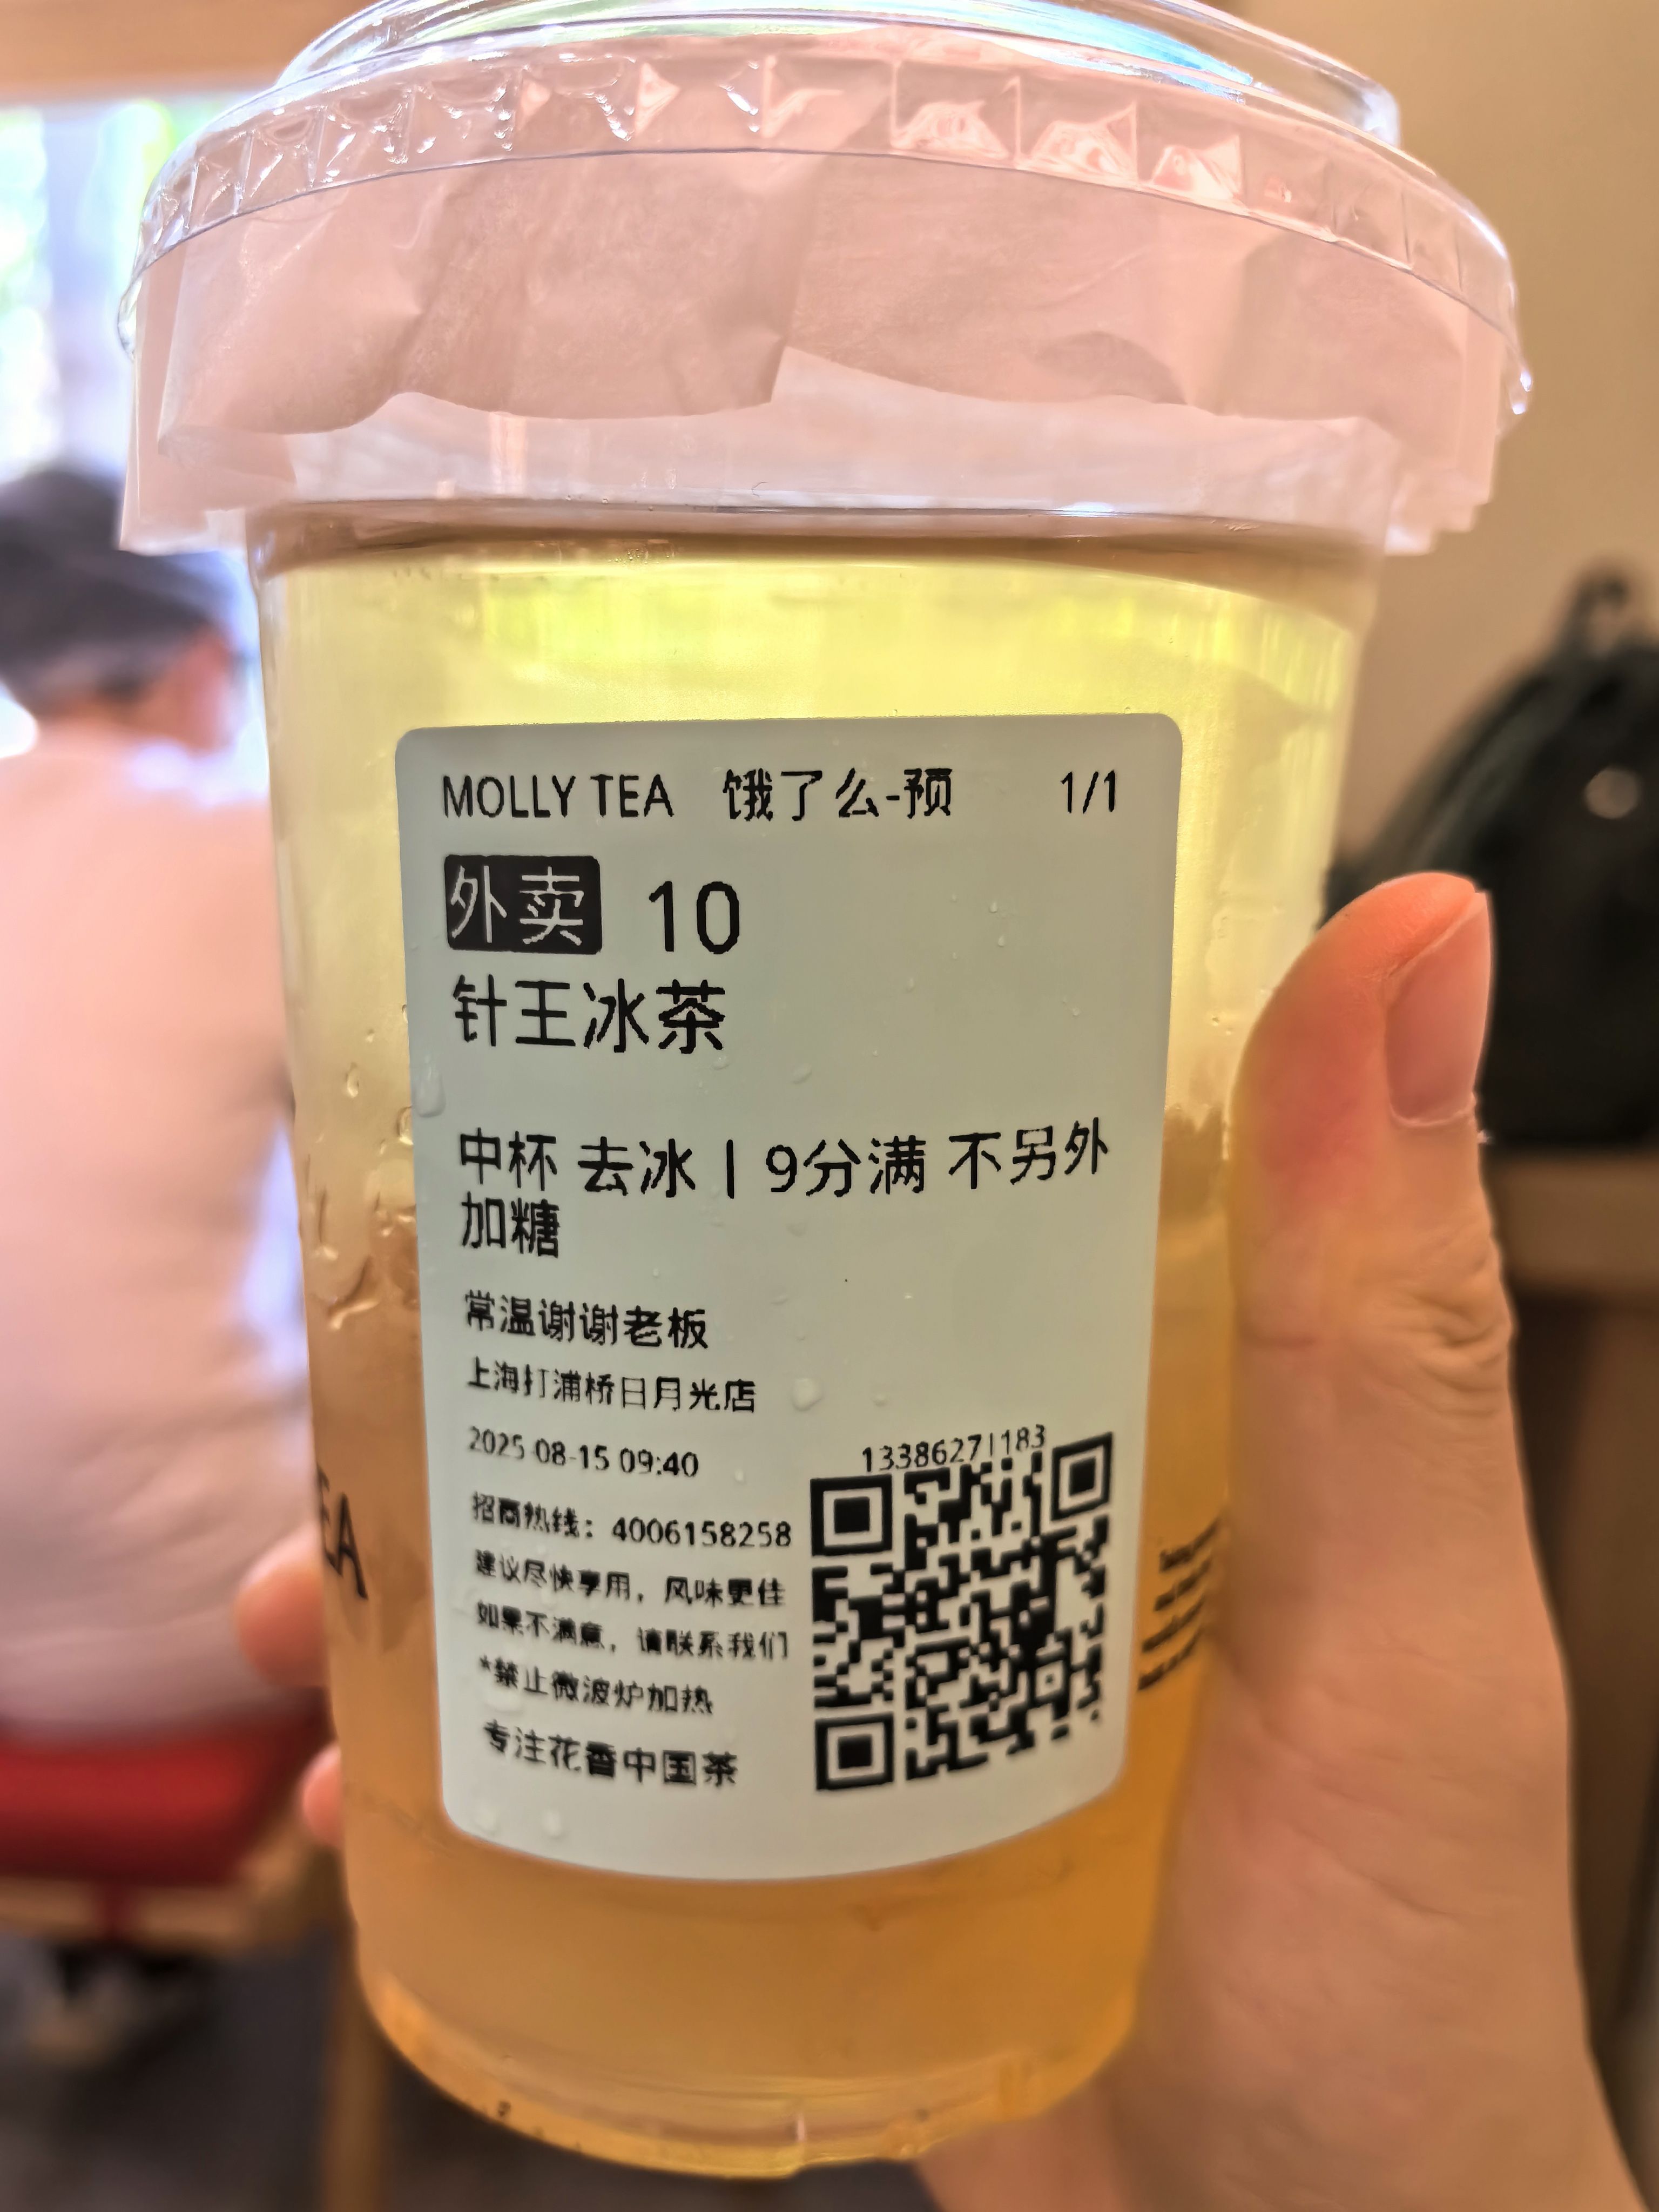 MOLLY TEA 饿了么-预 1/1
外卖 10
针王冰茶
中杯 去冰 | 9分满 不另外
加糖
常温谢谢老板
上海打浦桥日月光店
2025-08-15 09:40
13386271183
招商热线：4006158258
建议尽快享用，风味更佳
如果不满意，请联系我们
*禁止微波炉加热
专注花香中国茶
TEA